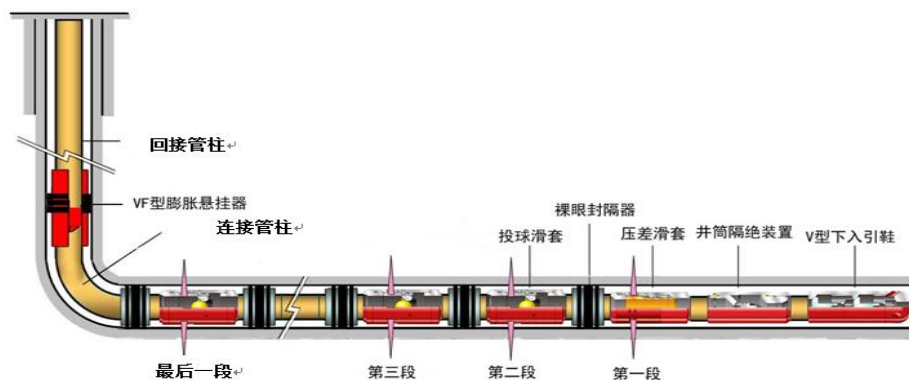 回接管柱
VF型膨胀悬挂器
连接管柱
裸眼封隔器
投球滑套
压差滑套
井筒隔绝装置
V型下入引鞋
最后一段
第三段
第二段
第一段